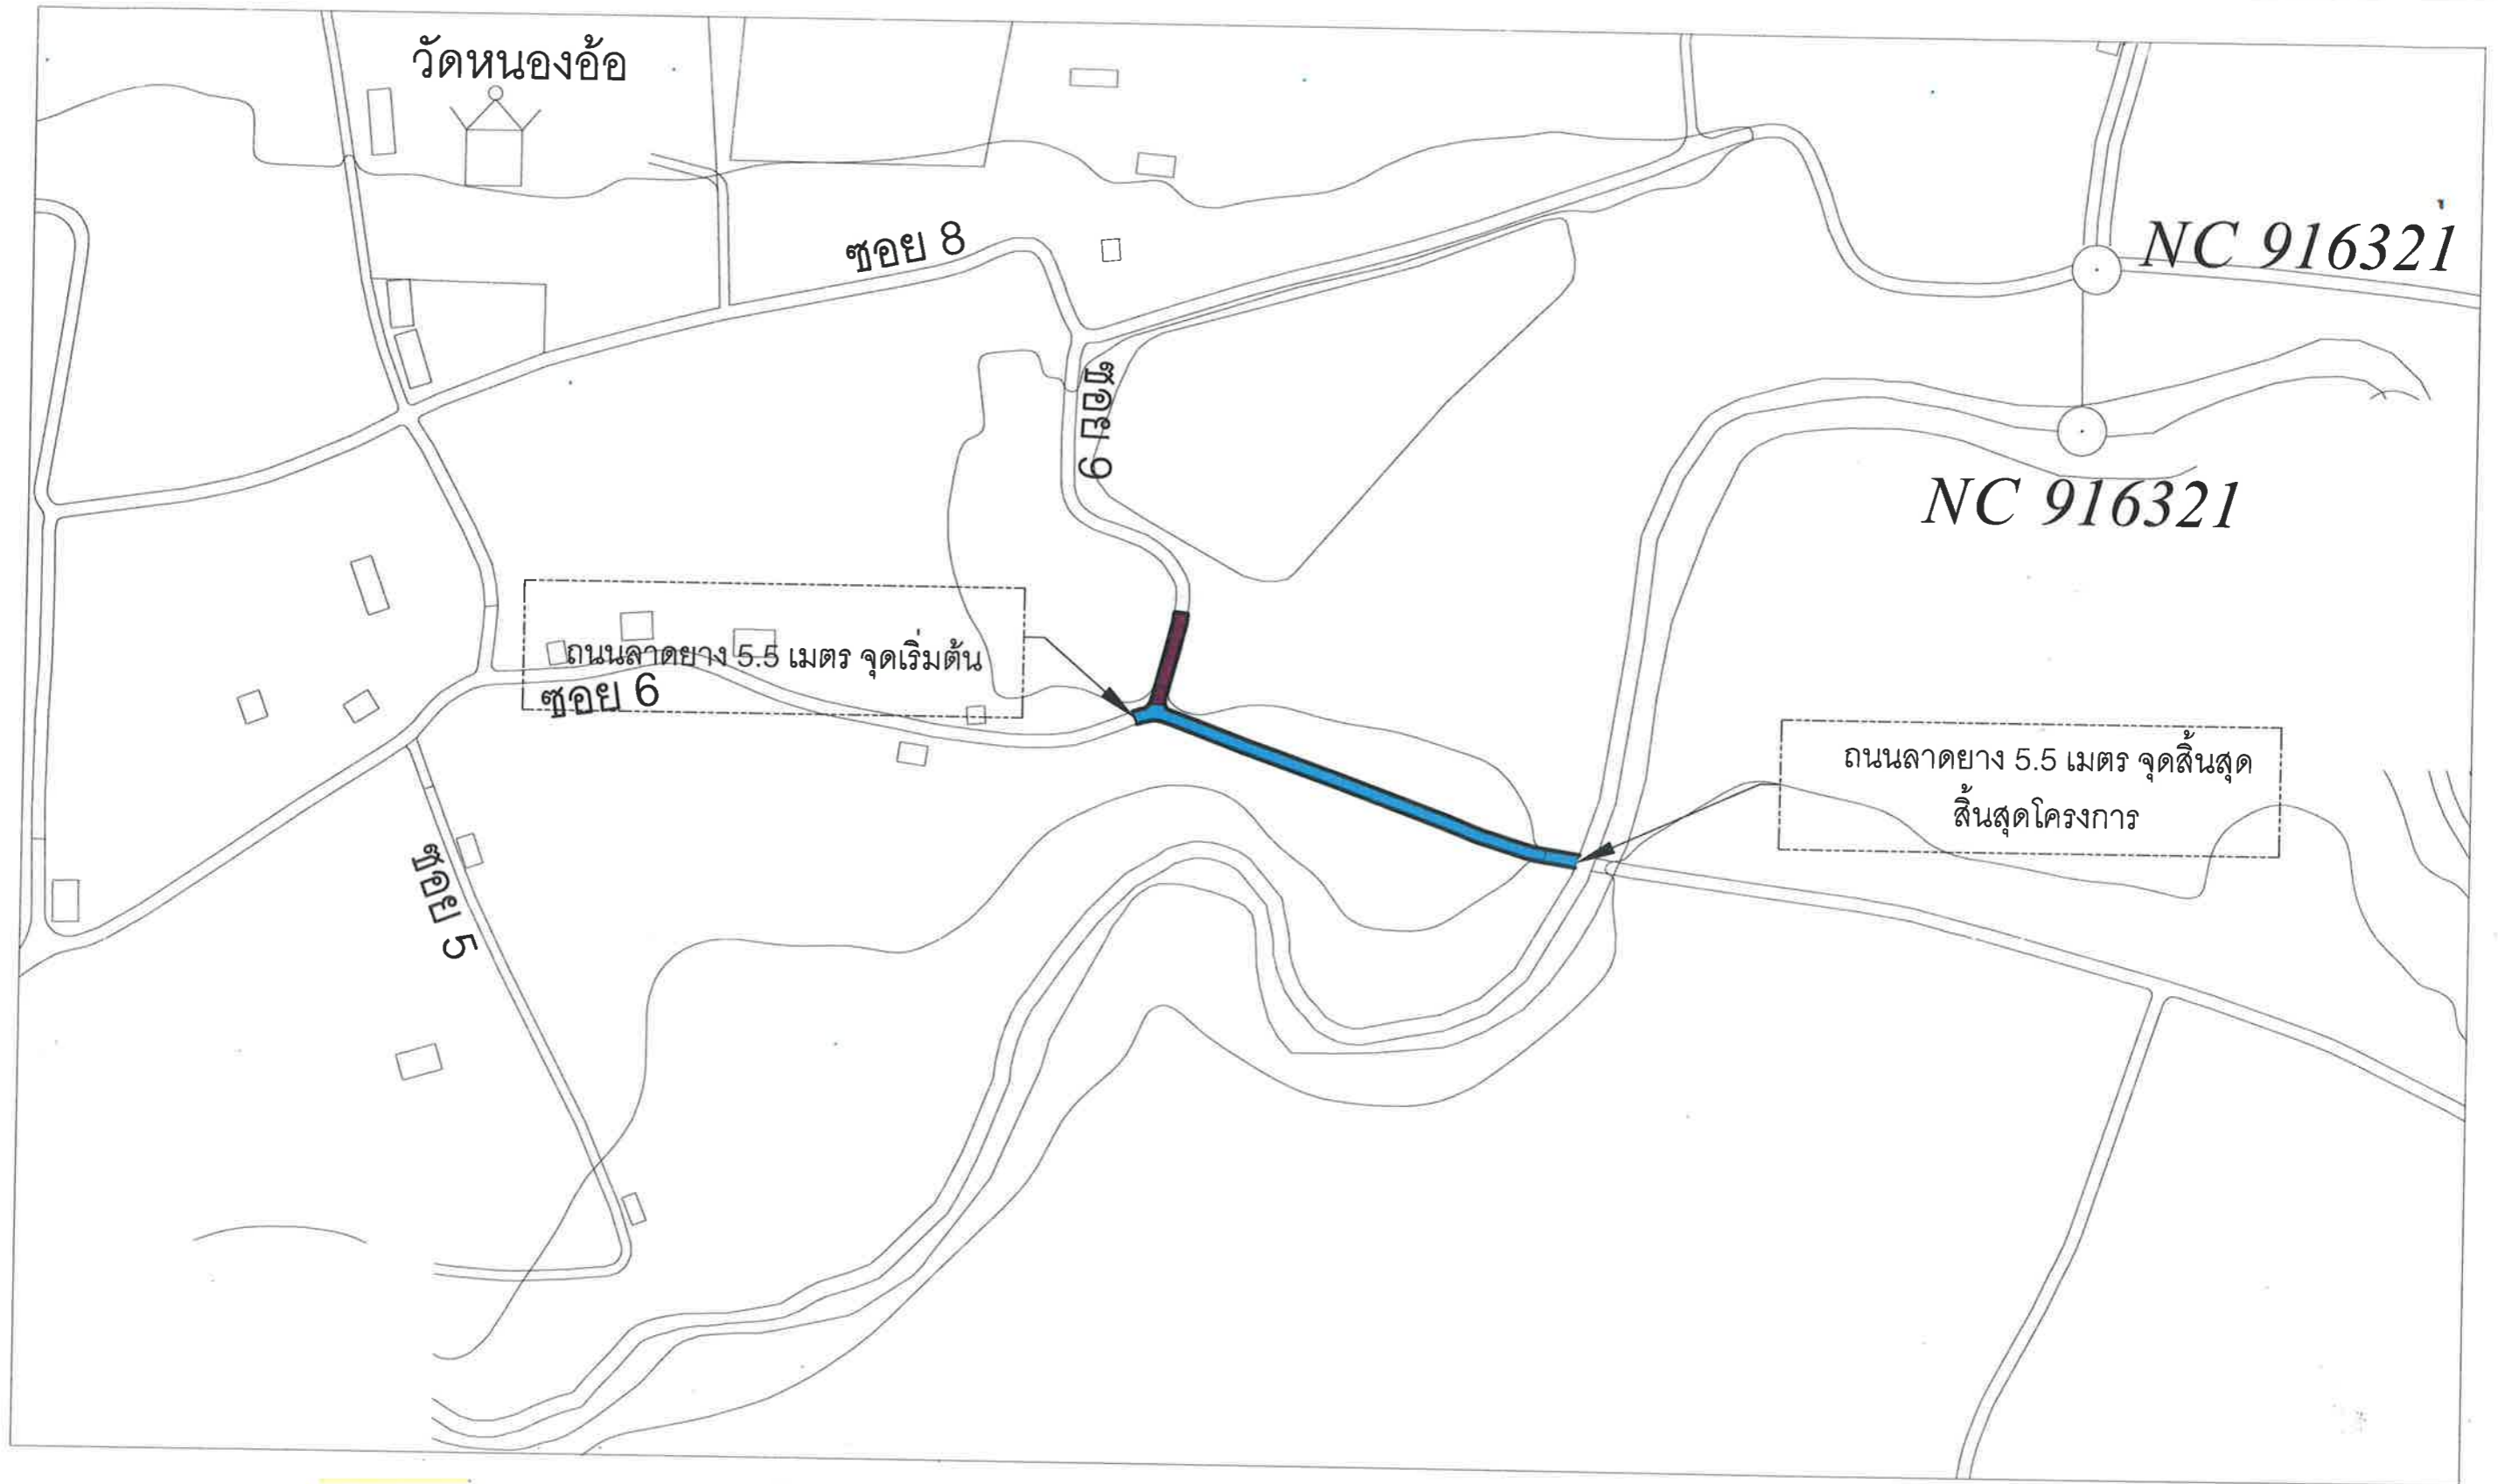 วัดหนองอ้อ
ซอย 8
NC 916321
ซอย 9
NC 916321
ถนนลาดยาง 5.5 เมตร จุดเริ่มต้น
ซอย 6
ถนนลาดยาง 5.5 เมตร จุดสิ้นสุด
สิ้นสุดโครงการ
ซอย 5